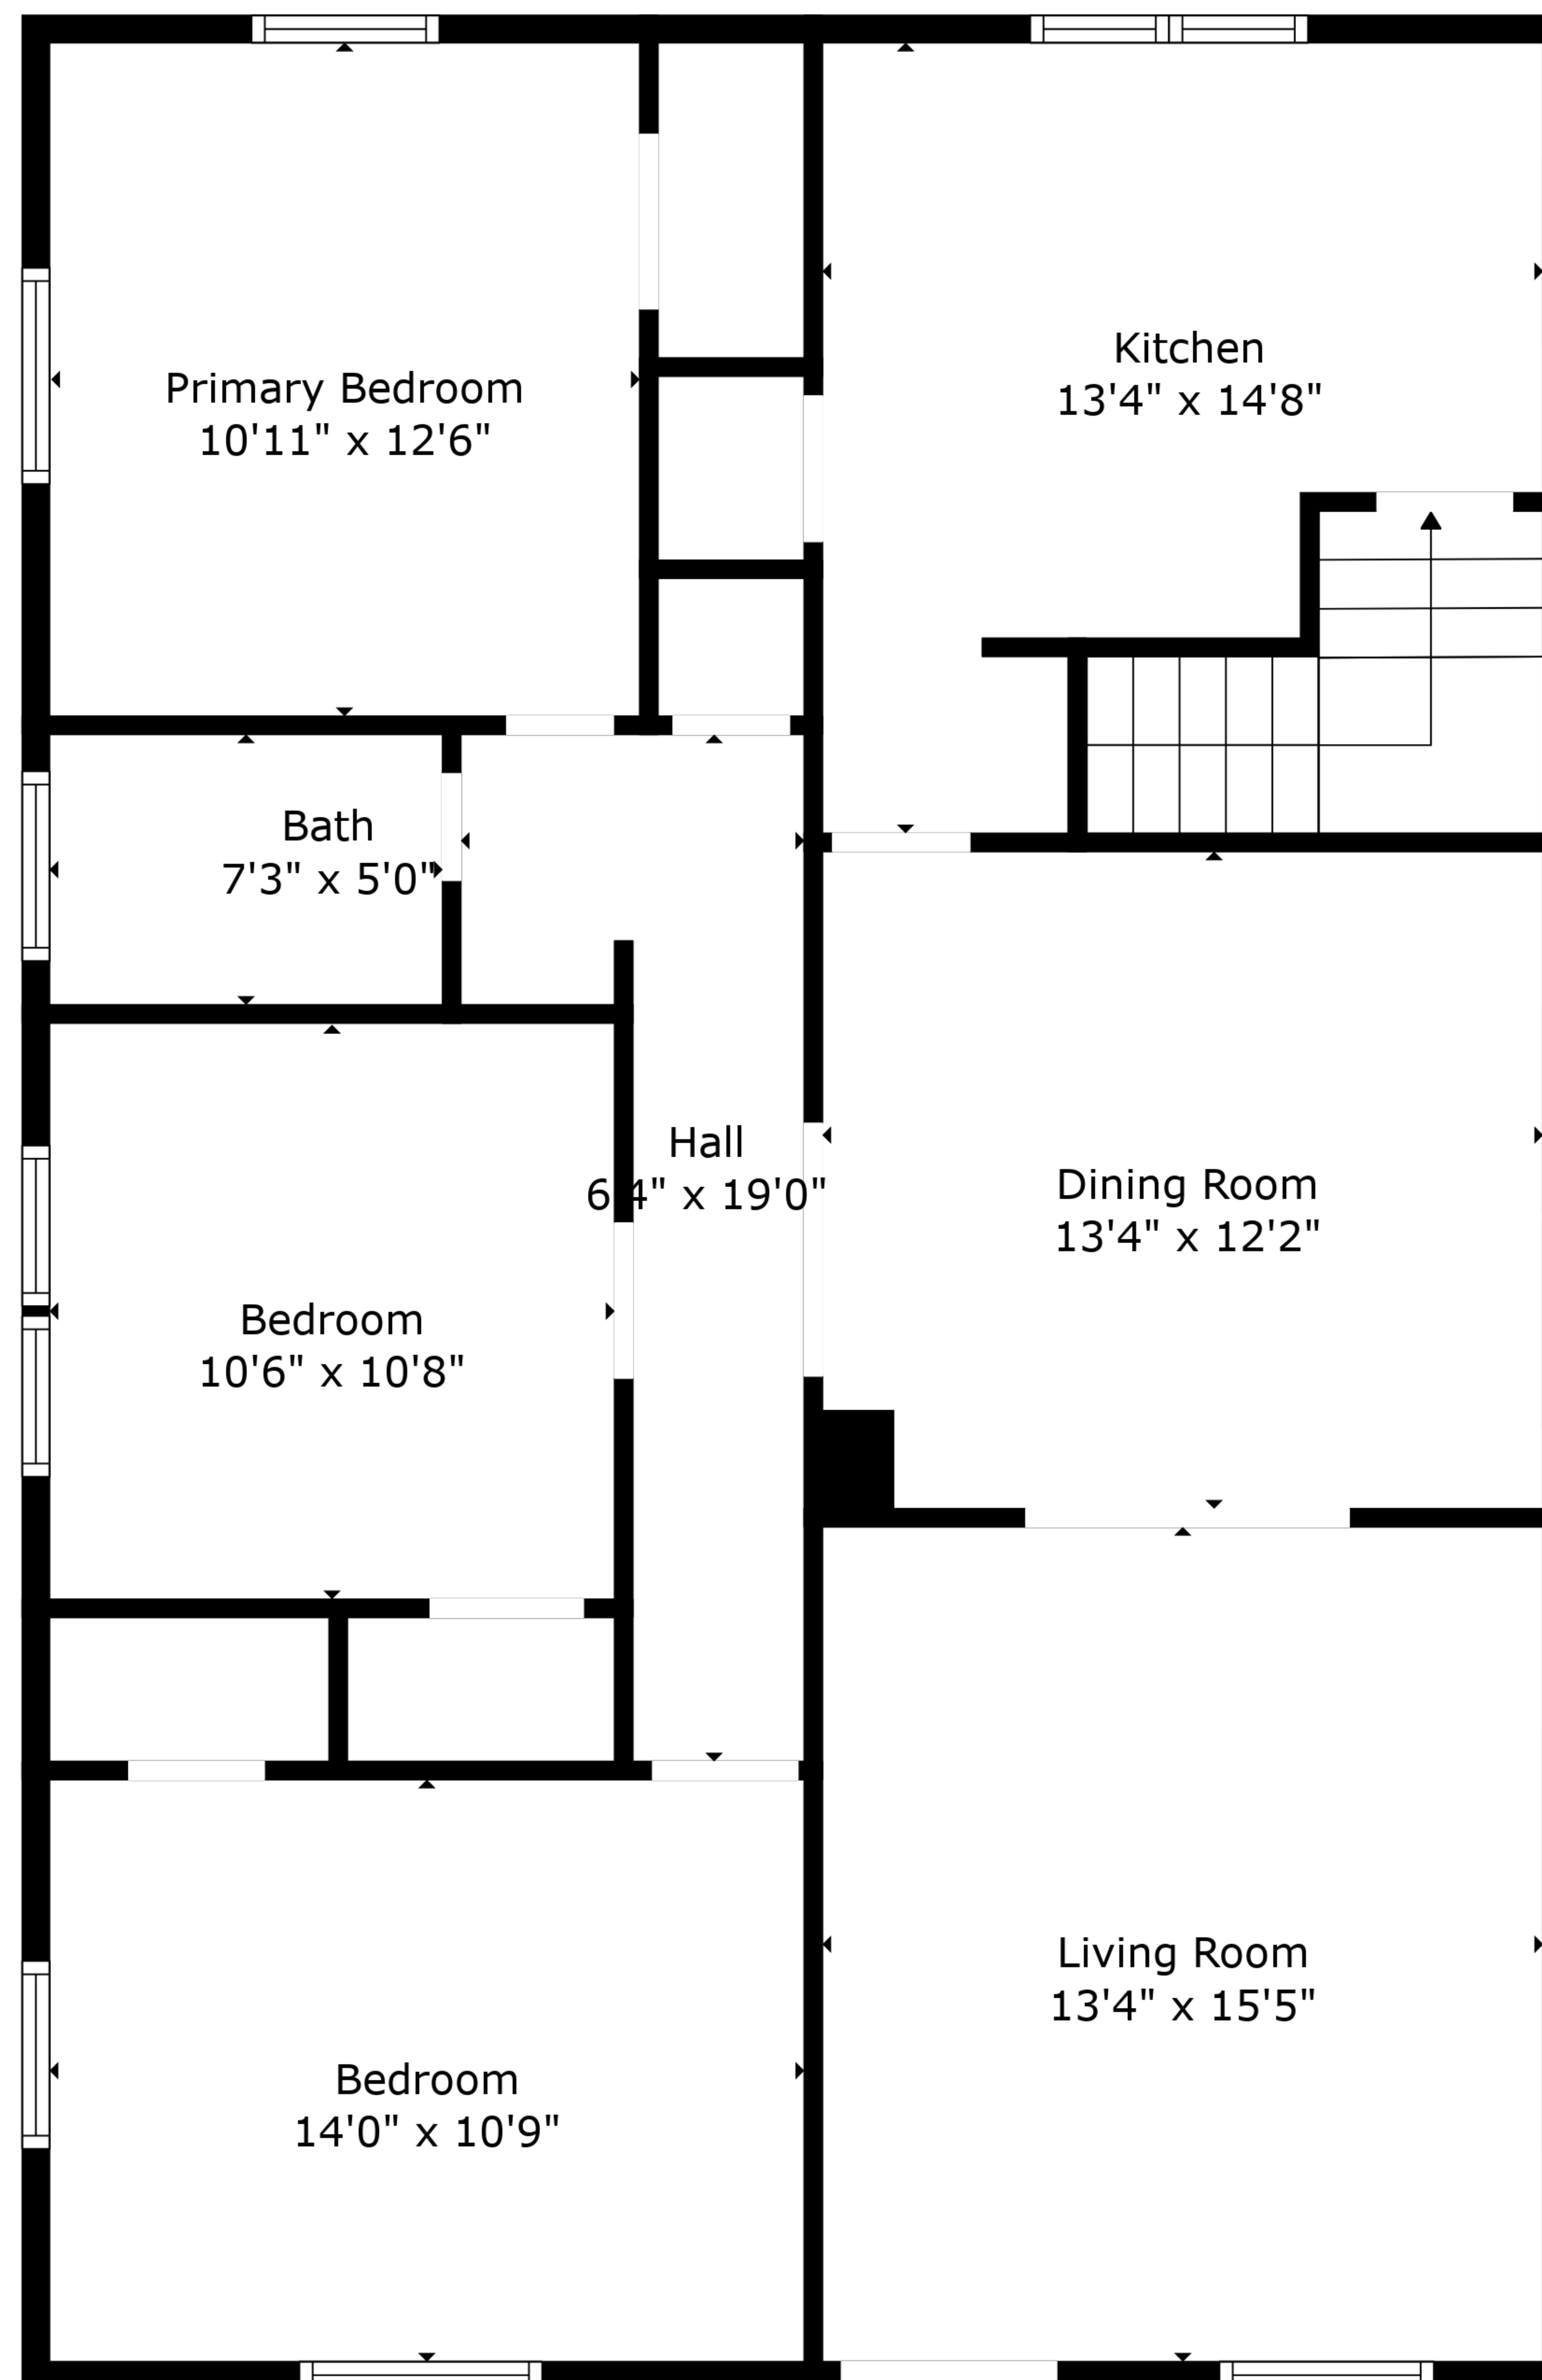 Primary Bedroom
10'11" x 12'6"
Kitchen
13'4" x 14'8"
Bath
7'3" x 5'0"
Hall
6'4" x 19'0"
Dining Room
13'4" x 12'2"
Bedroom
10'6" x 10'8"
Living Room
13'4" x 15'5"
Bedroom
14'0" x 10'9"